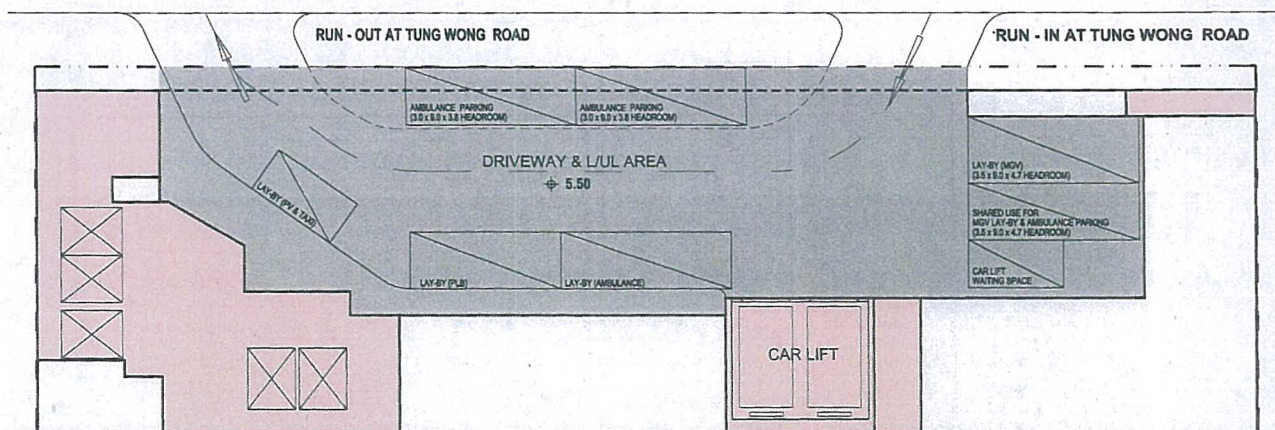 RUN - OUT AT TUNG WONG ROAD
RUN - IN AT TUNG WONG ROAD
AMBULANCE PARKING
(3.0 x 9.0 x 3.8 HEADROOM)
AMBULANCE PARKING
(3.0 x 9.0 x 3.8 HEADROOM)
DRIVEWAY & L/UL AREA
5.50
LAY-BY (MGV)
(3.5 x 9.0 x 4.7 HEADROOM)
LAY-BY (PV & TAXI)
SHARED USE FOR
MGV LAY-BY & AMBULANCE PARKING
(3.5 x 9.0 x 4.7 HEADROOM)
LAY-BY (PLB)
LAY-BY (AMBULANCE)
CAR LIFT
WAITING SPACE
CAR LIFT